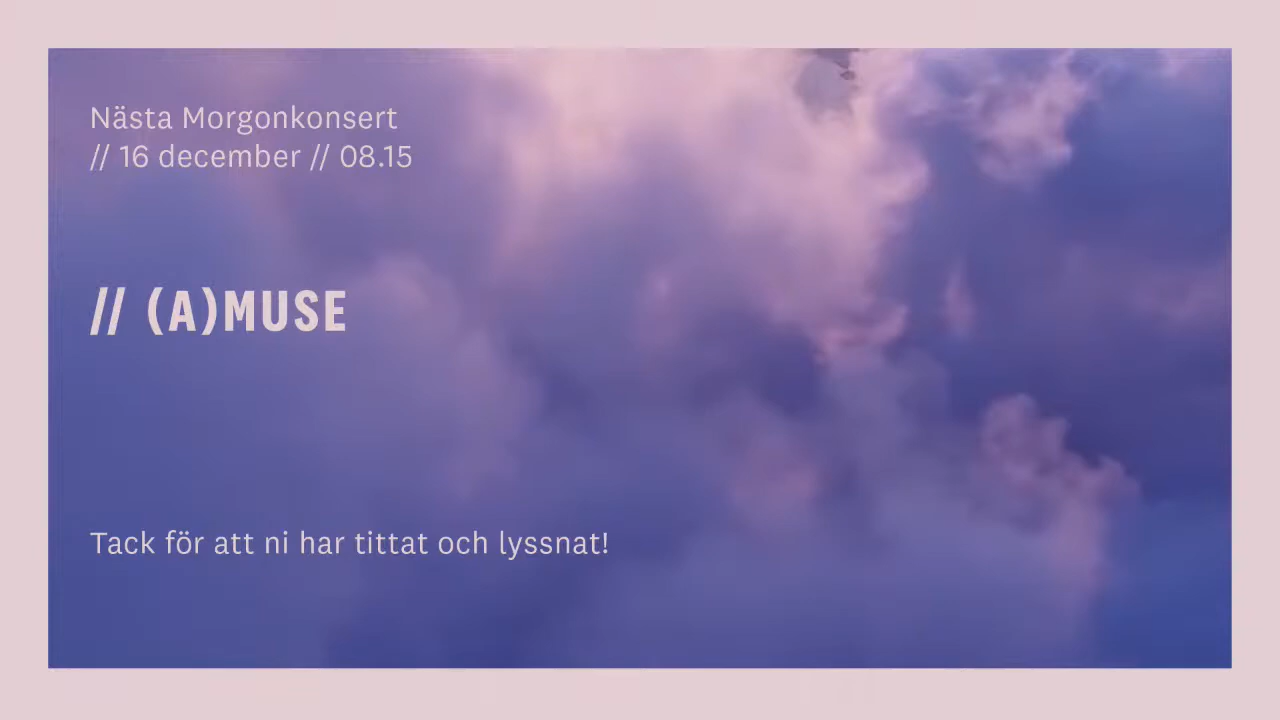 Nästa Morgonkonsert
// 16 december // 08.15
// (A)MUSE
Tack för att ni har tittat och lyssnat!